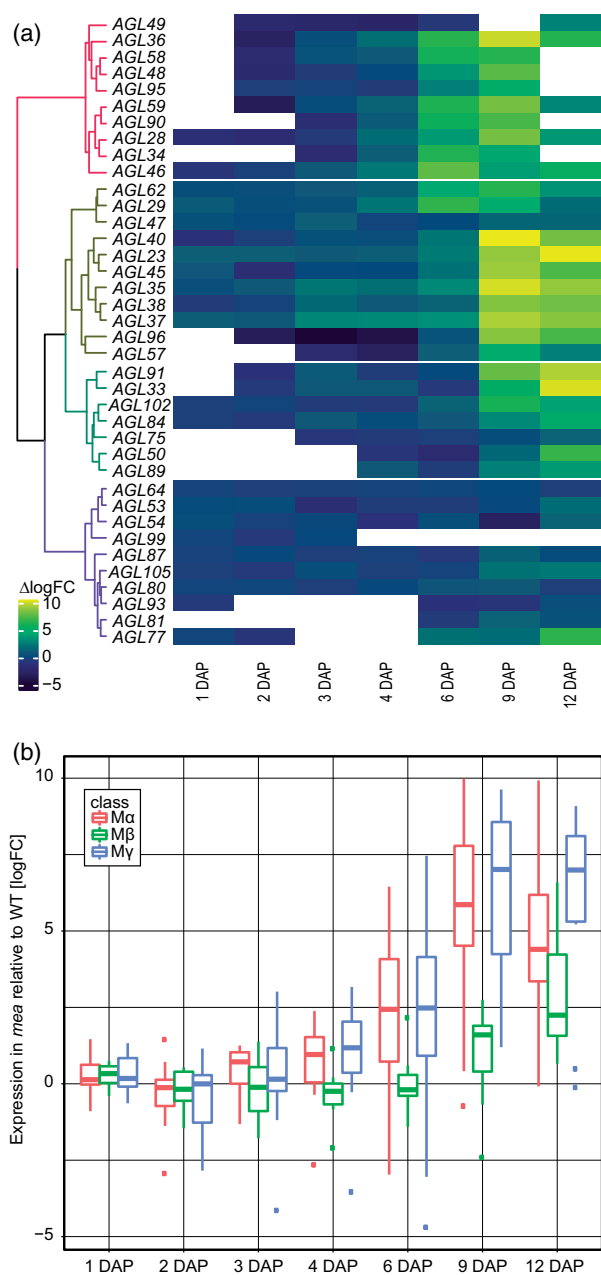 (a)
AGL49
AGL36
AGL58
AGL48
AGL95
AGL59
AGL90
AGL28
AGL34
AGL46
AGL62
AGL29
AGL47
AGL40
AGL23
AGL45
AGL35
AGL38
AGL37
AGL96
AGL57
AGL91
AGL33
AGL102
AGL84
AGL75
AGL50
AGL89
AGL64
AGL53
AGL54
AGL99
AGL87
AGL105
AGL80
AGL93
AGL81
AGL77
ΔlogFC
10
5
0
−5
1 DAP 2 DAP 3 DAP 4 DAP 6 DAP 9 DAP 12 DAP
(b)
Expression in mea relative to WT [logFC]
10
5
0
−5
class
Mα
Mβ
Mγ
1 DAP 2 DAP 3 DAP 4 DAP 6 DAP 9 DAP 12 DAP